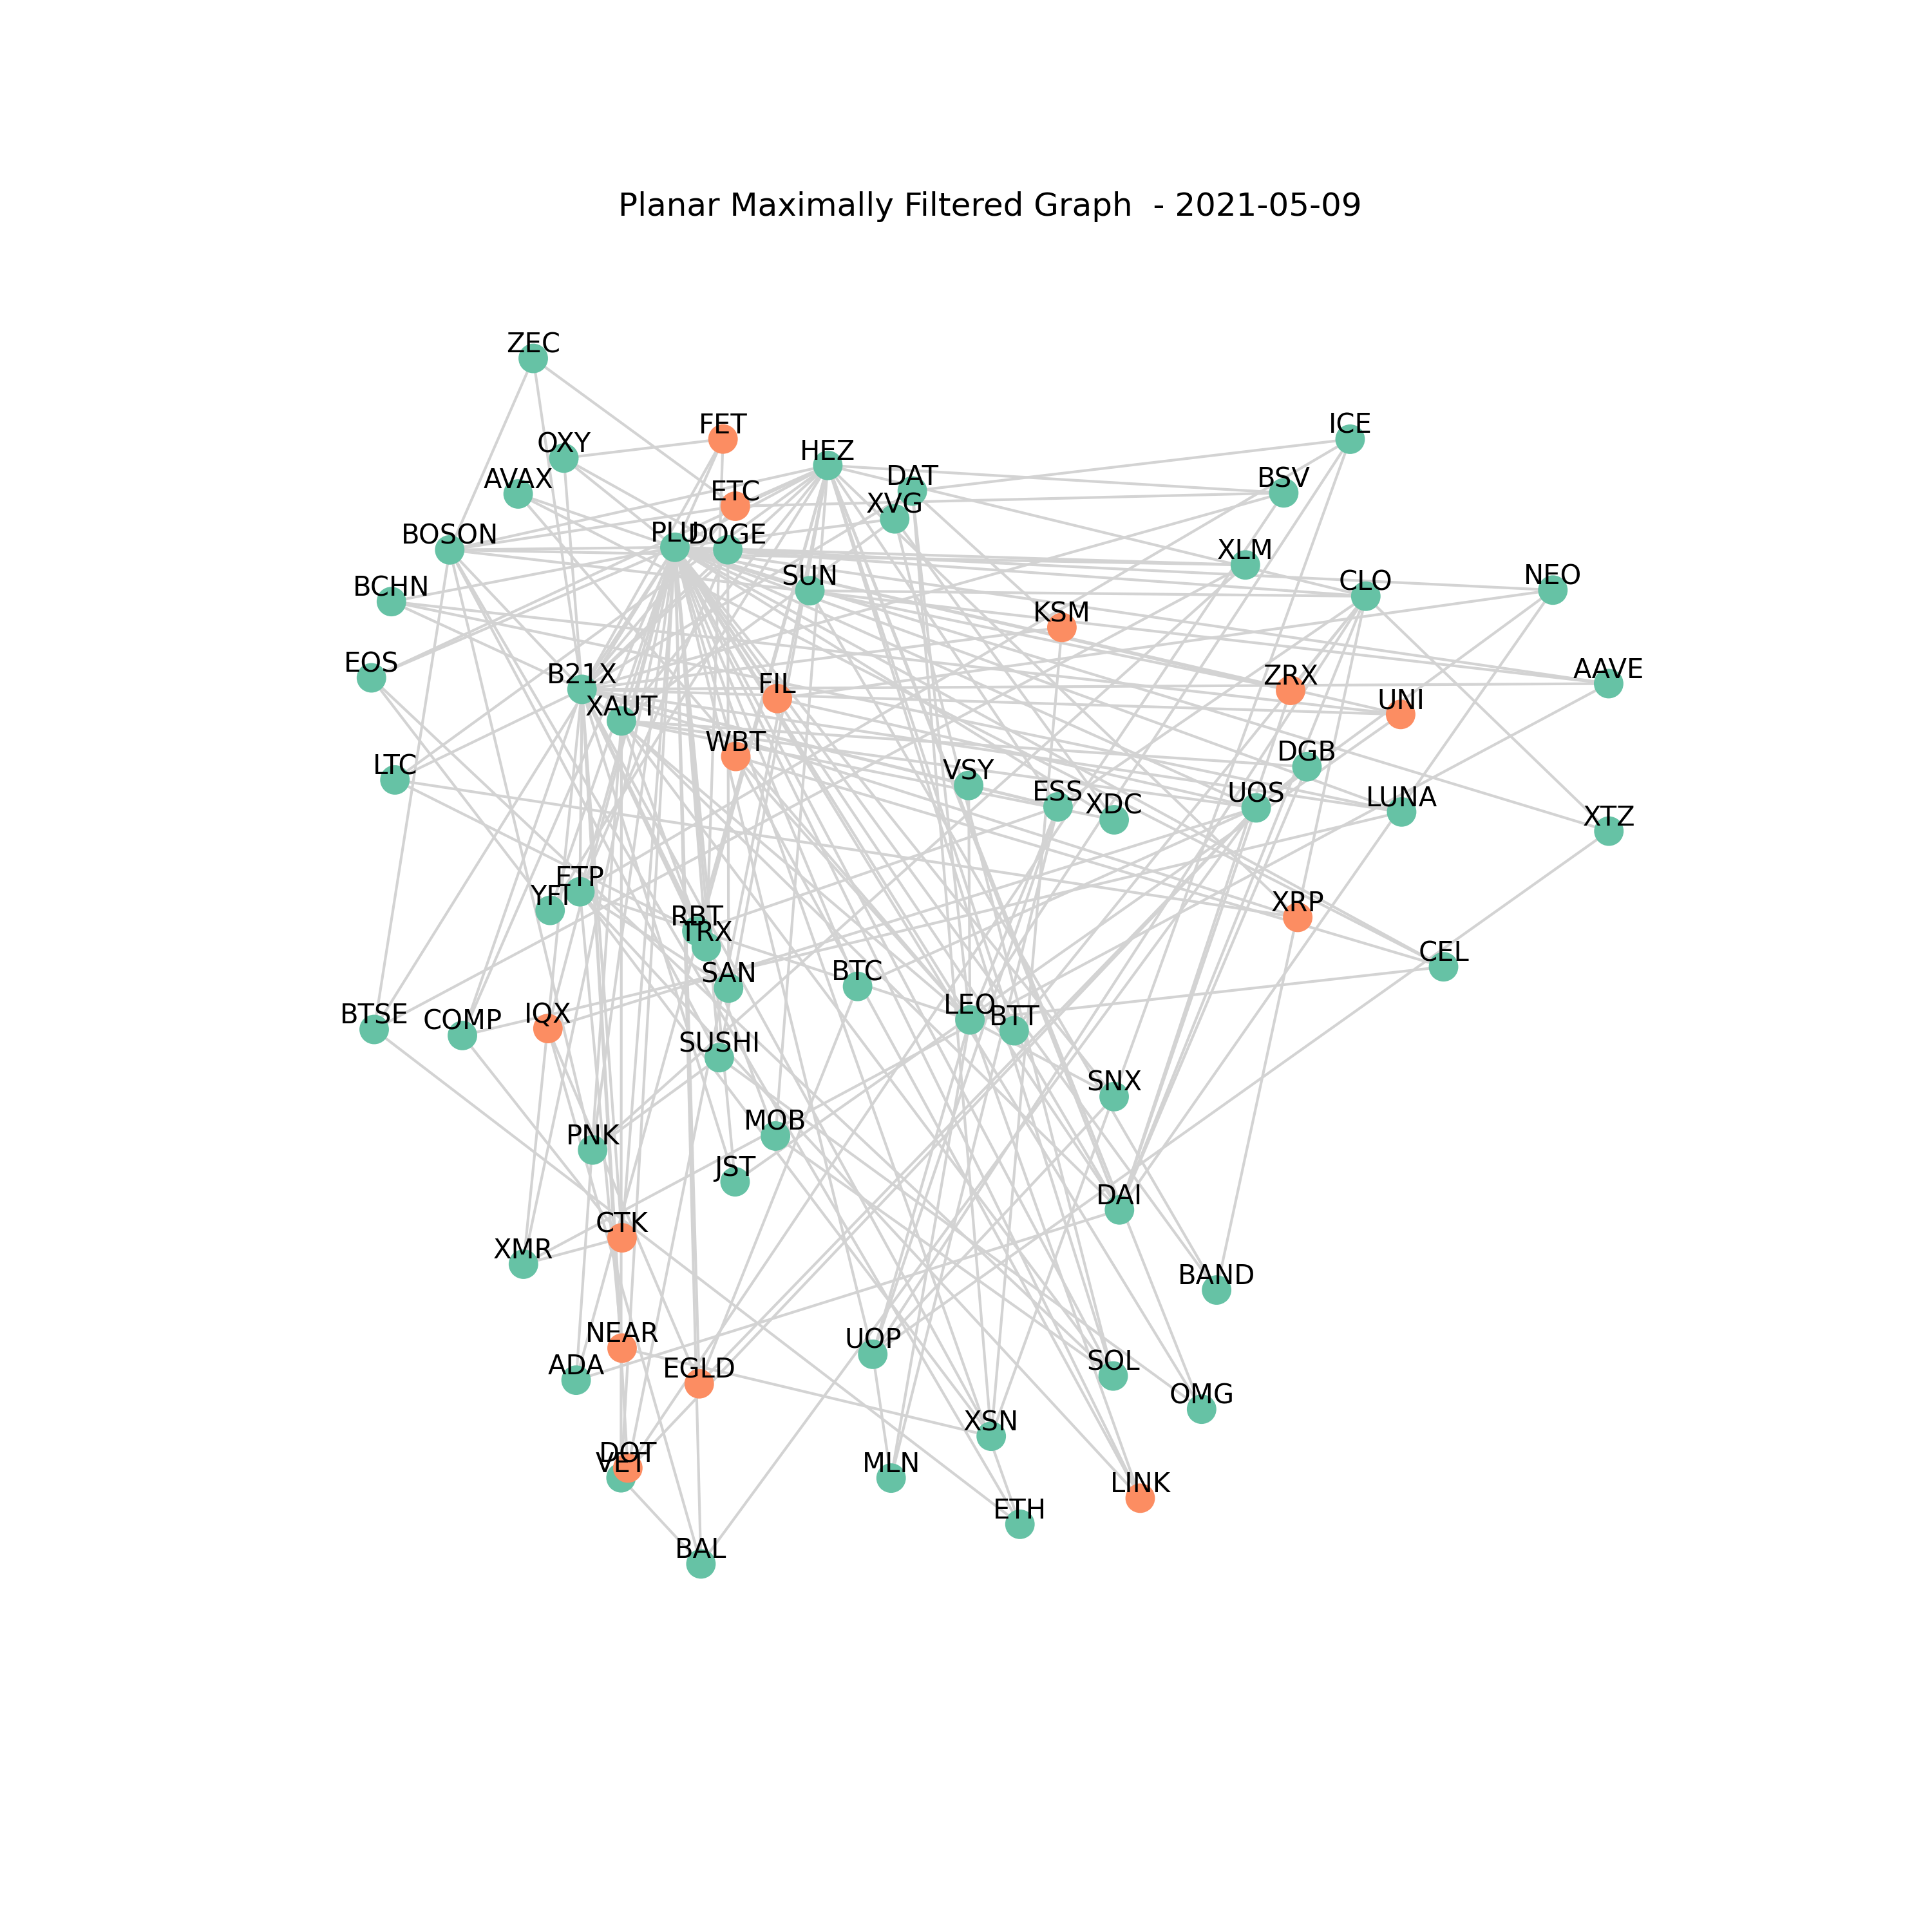 Planar Maximally Filtered Graph  - 2021-05-09
ZEC
FET
ICE
OXY
HEZ
DAT
BSV
AVAX
ETC
XVG
BOSON
PLU
DOGE
XLM
SUN
NEO
CLO
BCHN
KSM
EOS
B21X
FIL
ZRX
AAVE
XAUT
UNI
WBT
DGB
LTC
VSY
ESS
UOS
LUNA
XDC
XTZ
ETP
YFT
RBT
XRP
TRX
CEL
SAN
BTC
LEO
BTSE
COMP
IQX
BTT
SUSHI
SNX
MOB
PNK
JST
DAI
CTK
XMR
BAND
NEAR
UOP
ADA
EGLD
SOL
OMG
XSN
DOT
VET
MLN
LINK
ETH
BAL